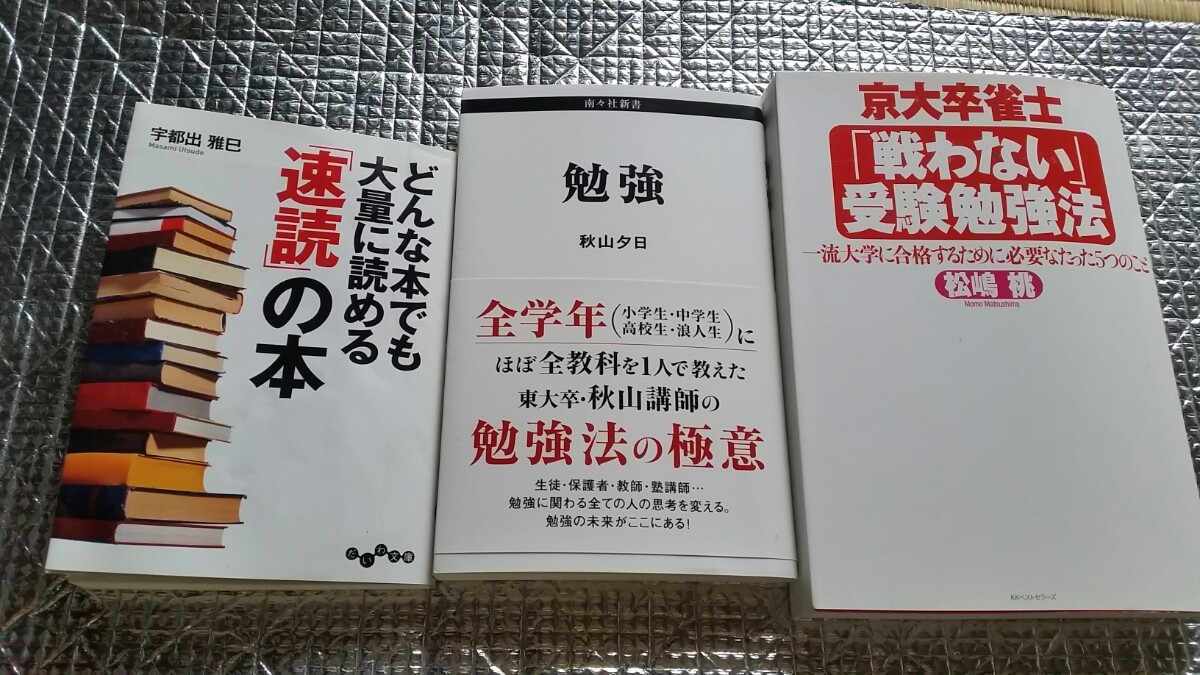 宇都出 雅巳
Masami Utsude
どんな本でも
大量に読める
「速読」の本
だいわ文庫
南々社新書
勉強
秋山夕日
全学年(小学生・中学生
高校生・浪人生)に
ほぼ全教科を1人で教えた
東大卒・秋山講師の
勉強法の極意
生徒・保護者・教師・塾講師…
勉強に関わる全ての人の思考を変える。
勉強の未来がここにある!
京大卒雀士
「戦わない」
受験勉強法
一流大学に合格するために必要なたった5つのこと
松嶋 桃
Momo Matsushima
KKベストセラーズ